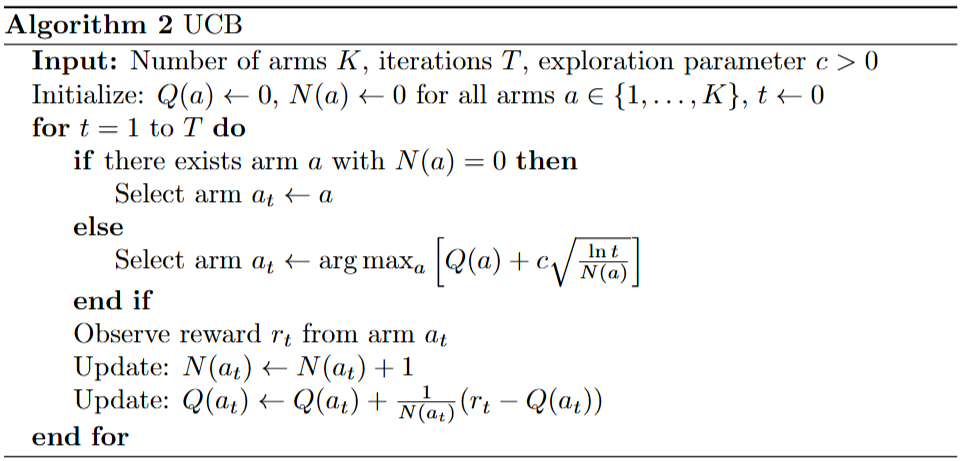 Algorithm 2 UCB
Input: Number of arms K, iterations T, exploration parameter c > 0
Initialize: Q(a) ← 0, N(a) ← 0 for all arms a ∈ {1, . . . , K}, t ← 0
for t = 1 to T do
if there exists arm a with N(a) = 0 then
Select arm a_t ← a
else
Select arm a_t ← arg max_a [Q(a) + c√(ln t / N(a))]
end if
Observe reward r_t from arm a_t
Update: N(a_t) ← N(a_t) + 1
Update: Q(a_t) ← Q(a_t) + 1/N(a_t) (r_t − Q(a_t))
end for